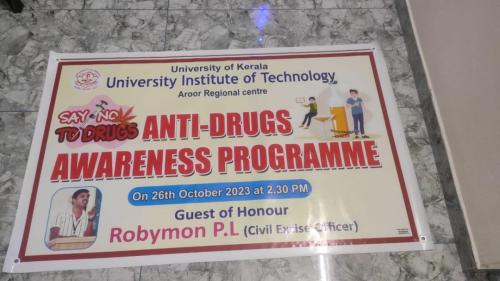 University of Kerala
University Institute of Technology
Aroor Regional centre
SAY NO
TO DRUGS
ANTI-DRUGS
AWARENESS PROGRAMME
On 26th October 2023 at 2.30 PM
Guest of Honour
Robymon P.L (Civil Excise Officer)